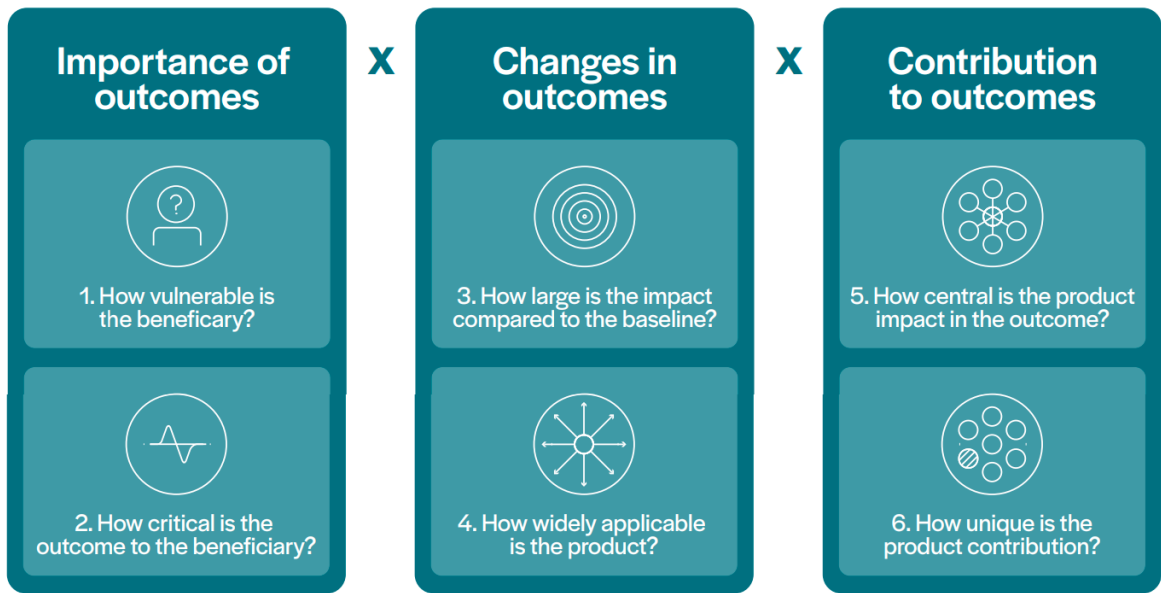 Importance of
outcomes
1. How vulnerable is
the beneficary?
2. How critical is the
outcome to the beneficiary?
X
Changes in
outcomes
3. How large is the impact
compared to the baseline?
4. How widely applicable
is the product?
X
Contribution
to outcomes
5. How central is the product
impact in the outcome?
6. How unique is the
product contribution?
?